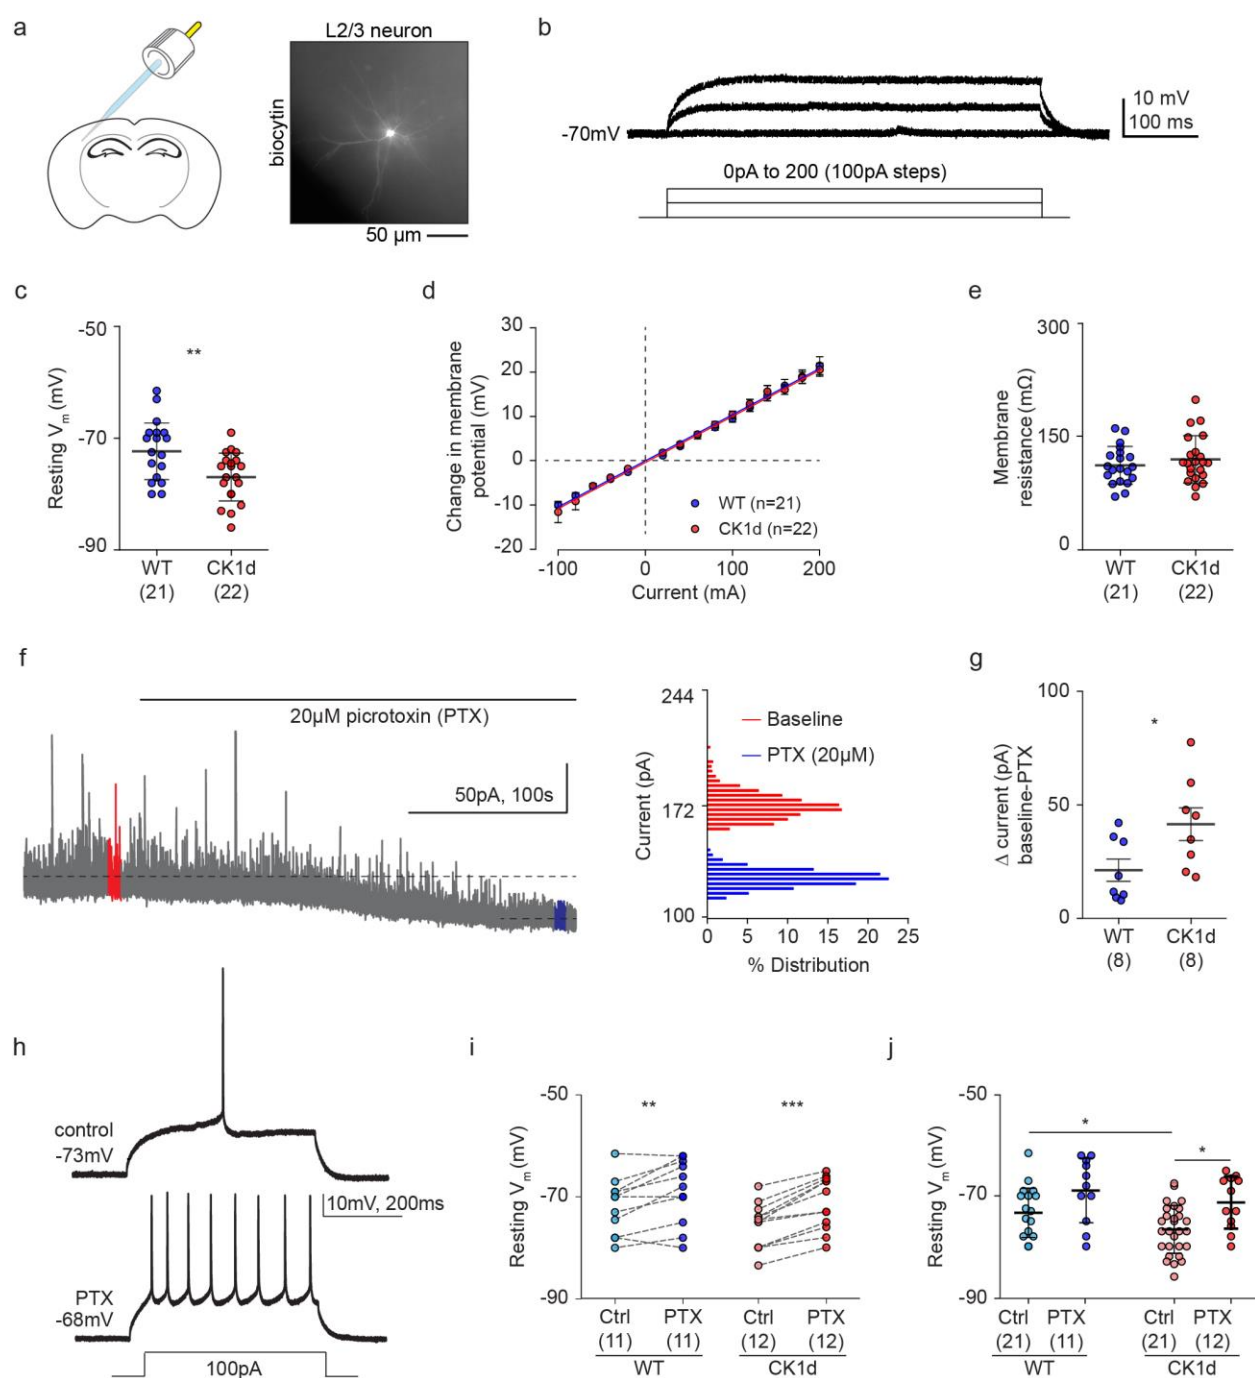 a
L2/3 neuron
biocytin
50 µm
b
-70mV
10 mV
100 ms
0pA to 200 (100pA steps)
c
Resting Vm (mV)
-50
-70
-90
**
WT
(21)
CK1d
(22)
d
Change in membrane
potential (mV)
30
20
10
0
-10
-20
WT (n=21)
CK1d (n=22)
-100
0
100
200
Current (mA)
e
Membrane
resistance (mΩ)
300
150
0
WT
(21)
CK1d
(22)
f
20µM picrotoxin (PTX)
50pA, 100s
Current (pA)
244
172
100
Baseline
PTX (20µM)
0 5 10 15 20 25
% Distribution
g
Δ current (pA)
baseline-PTX
100
50
0
*
WT
(8)
CK1d
(8)
h
control
-73mV
10mV, 200ms
PTX
-68mV
100pA
i
Resting Vm (mV)
-50
-70
-90
** ***
Ctrl PTX Ctrl PTX
(11) (11) (12) (12)
WT CK1d
j
Resting Vm (mV)
-50
-70
-90
*
*
Ctrl PTX Ctrl PTX
(21) (11) (21) (12)
WT CK1d